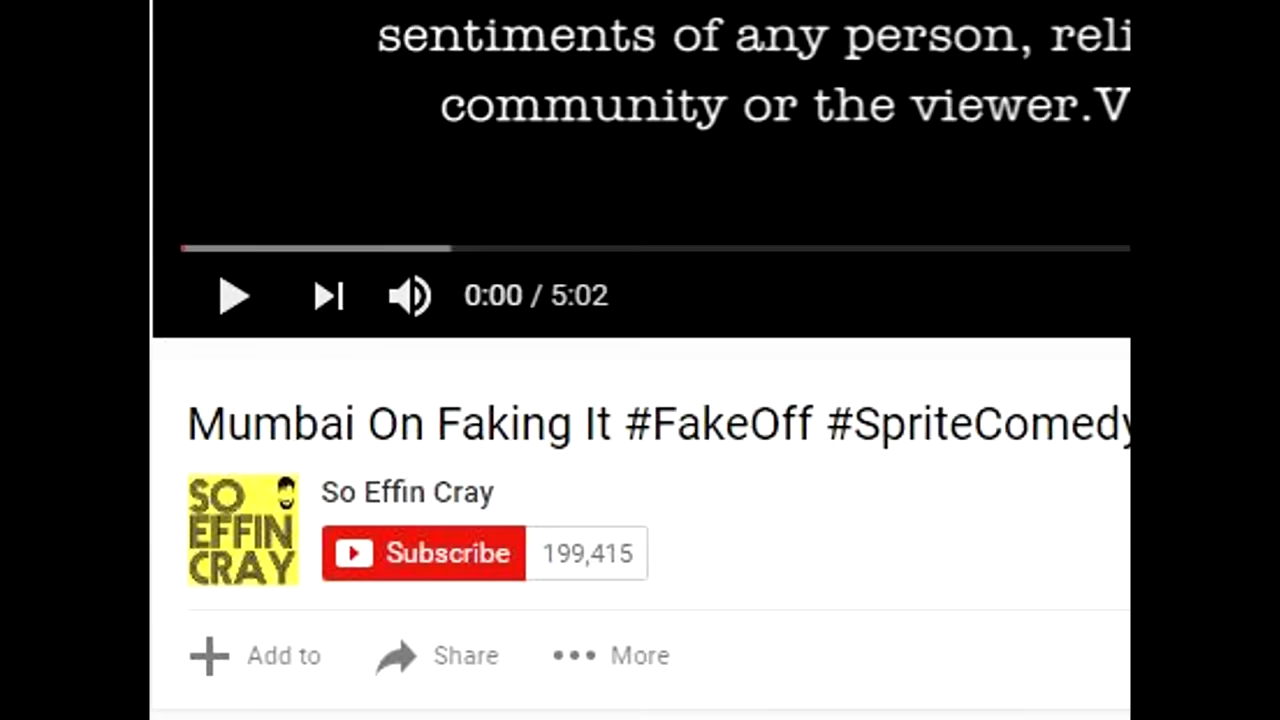 sentiments of any person, reli
community or the viewer.V
0:00 / 5:02
Mumbai On Faking It #FakeOff #SpriteComedy
SO
EFFIN
CRAY
So Effin Cray
Subscribe 199,415
Add to Share More